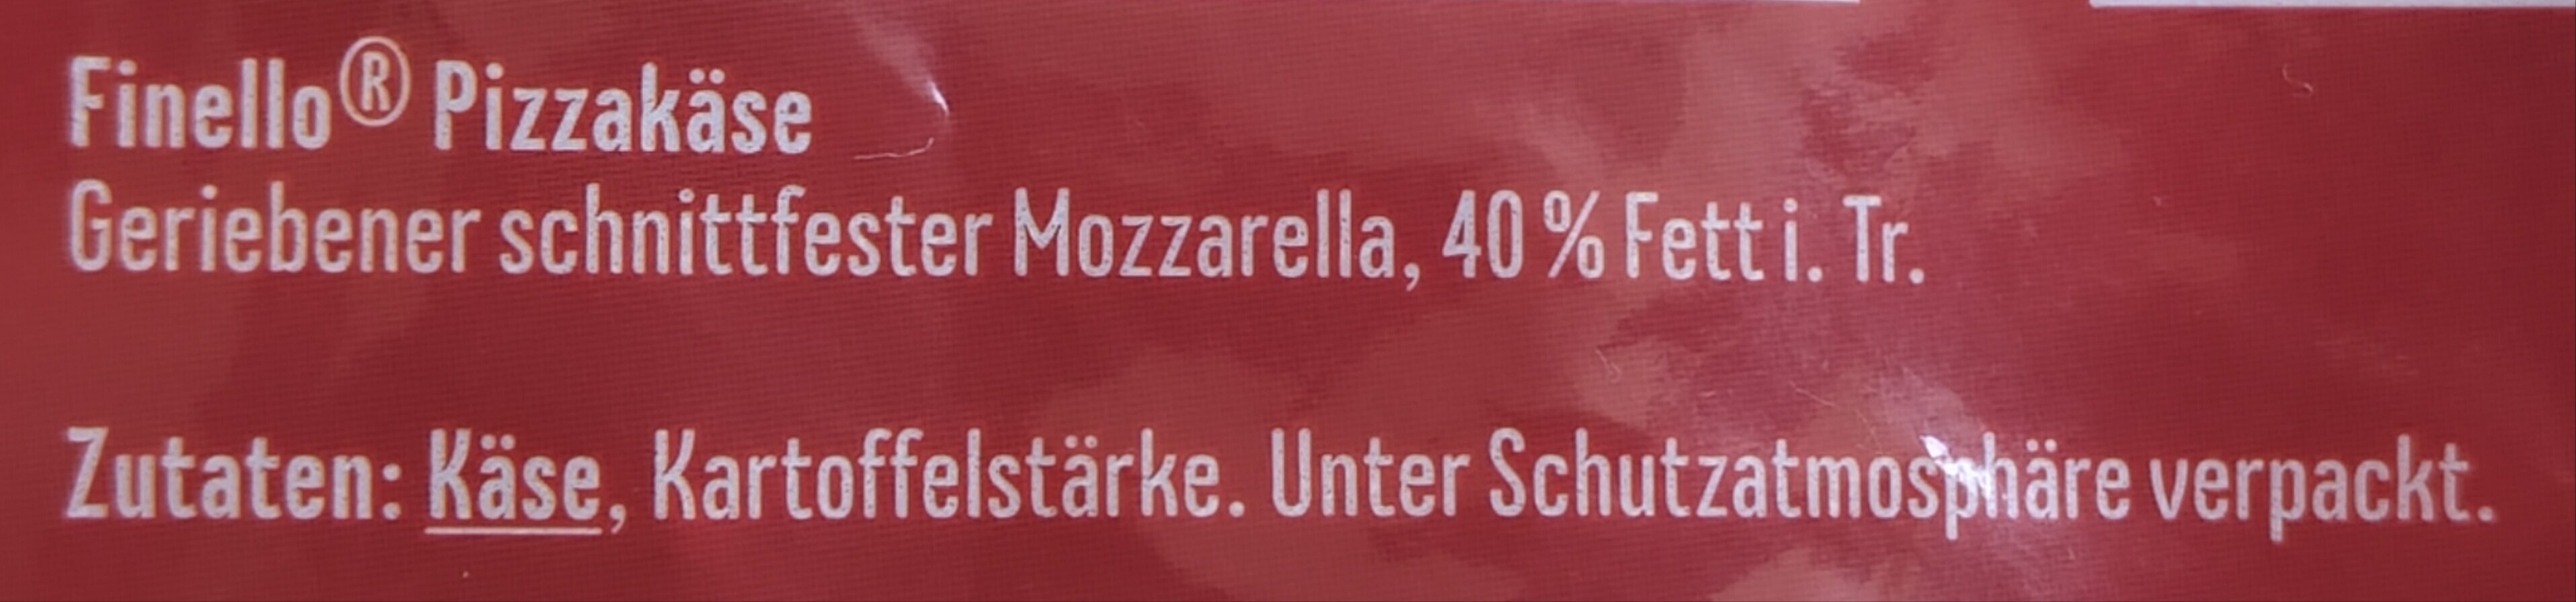 Finello® Pizzakäse
Geriebener schnittfester Mozzarella, 40 % Fett i. Tr.
Zutaten: Käse, Kartoffelstärke. Unter Schutzatmosphäre verpackt.